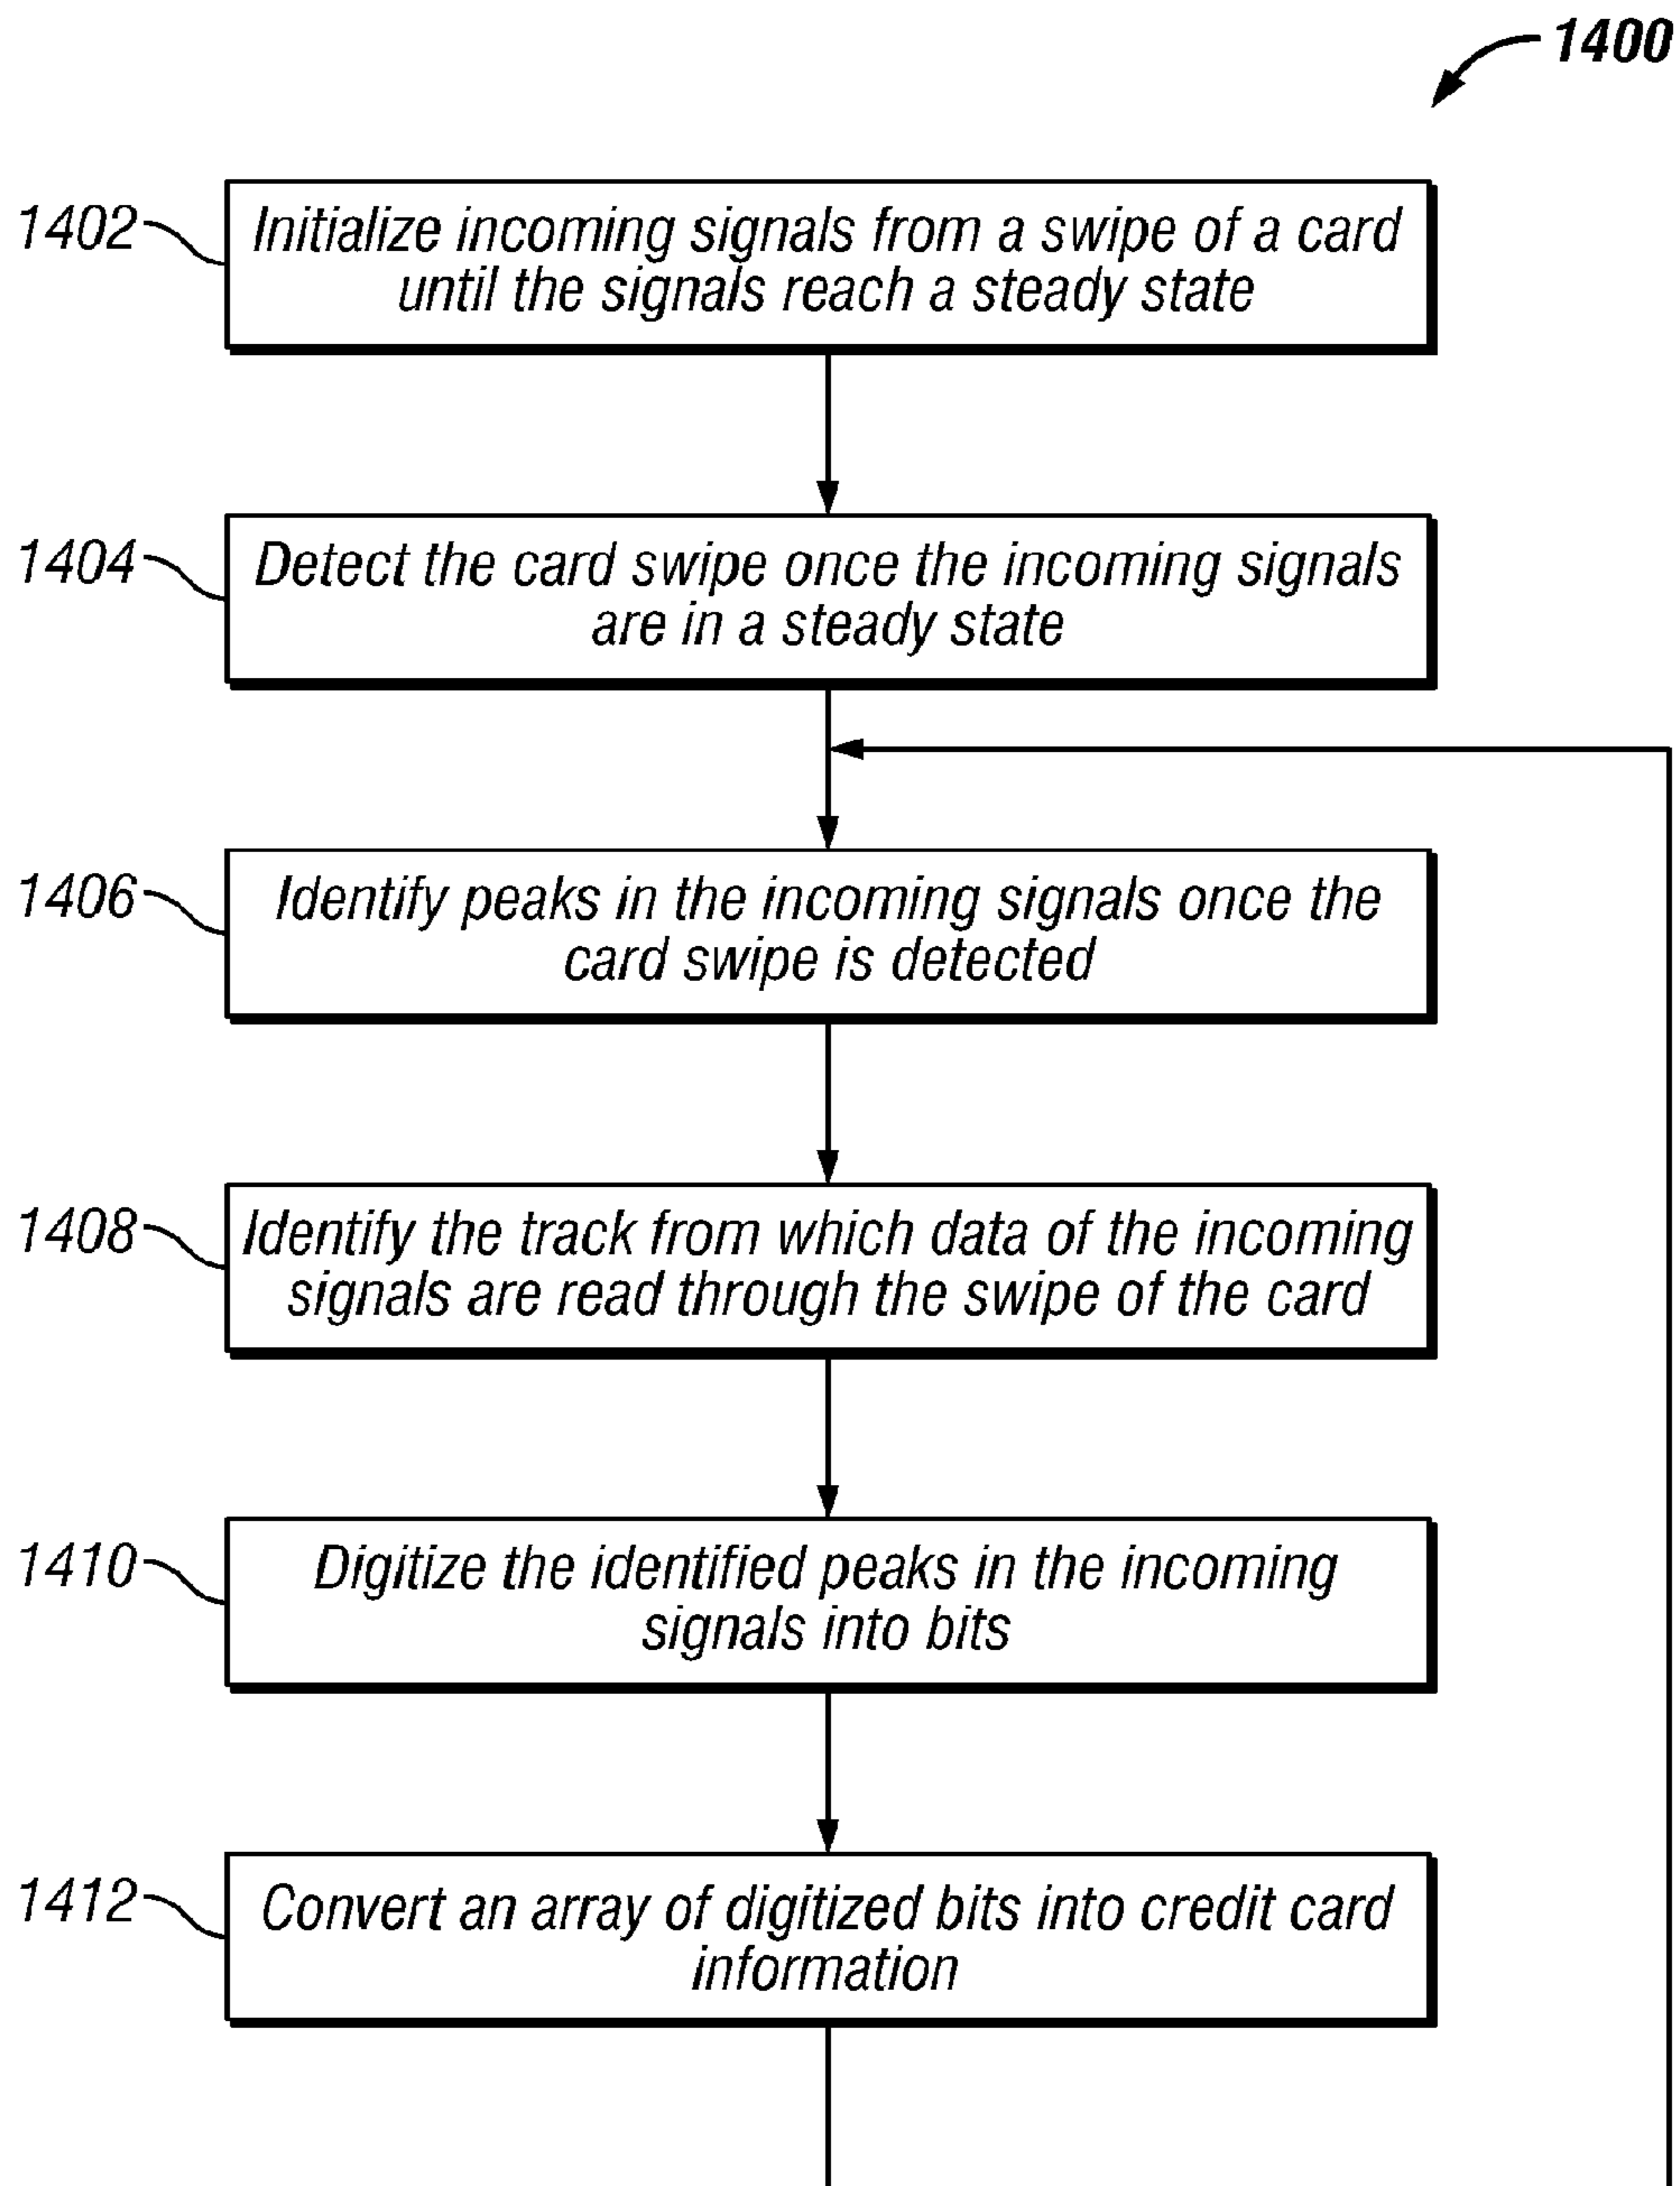 1400
1402
Initialize incoming signals from a swipe of a card
until the signals reach a steady state
1404
Detect the card swipe once the incoming signals
are in a steady state
1406
Identify peaks in the incoming signals once the
card swipe is detected
1408
Identify the track from which data of the incoming
signals are read through the swipe of the card
1410
Digitize the identified peaks in the incoming
signals into bits
1412
Convert an array of digitized bits into credit card
information